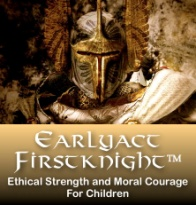 EarlyAct
FirstKnight™
Ethical Strength and Moral Courage
For Children